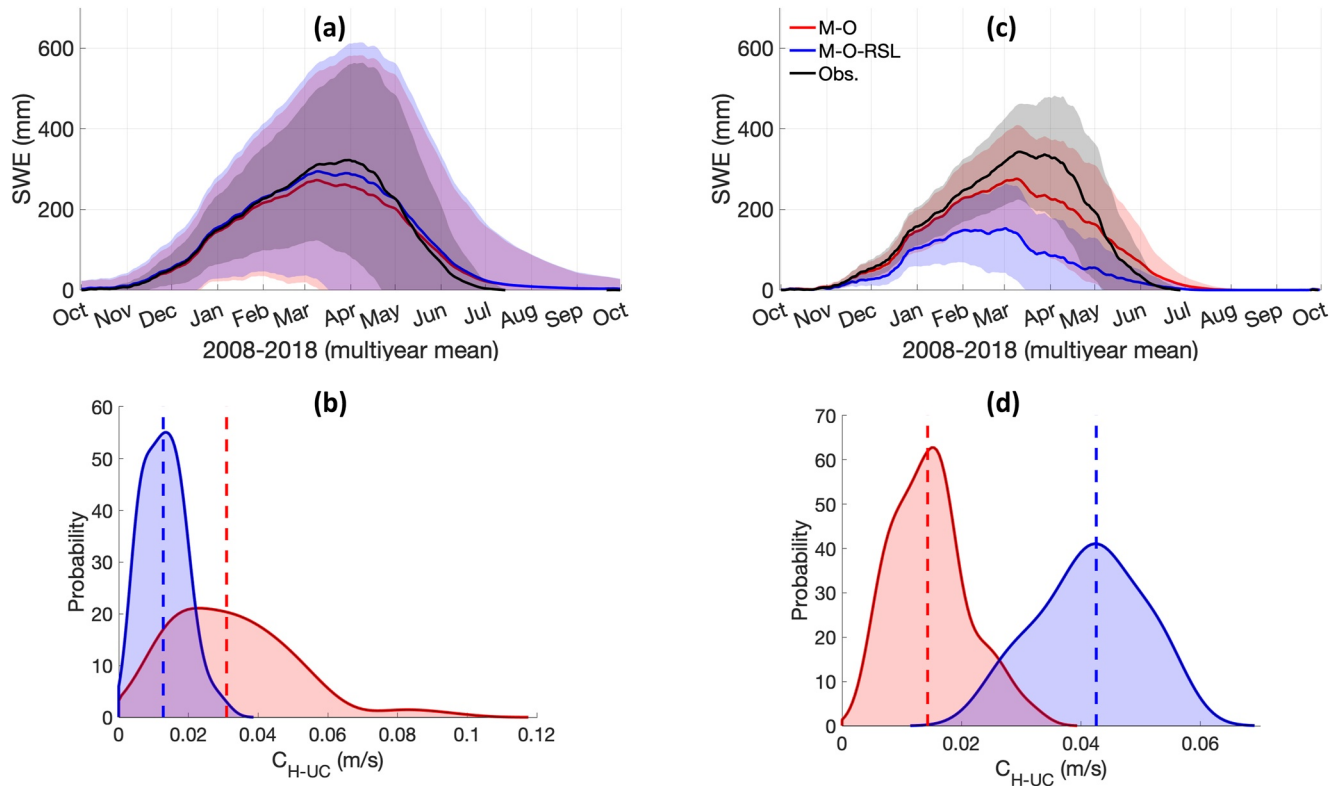 (a)
600
400
200
0
SWE (mm)
Oct Nov Dec Jan Feb Mar Apr May Jun Jul Aug Sep Oct
2008-2018 (multiyear mean)
(c)
M-O
M-O-RSL
Obs.
600
400
200
0
SWE (mm)
Oct Nov Dec Jan Feb Mar Apr May Jun Jul Aug Sep Oct
2008-2018 (multiyear mean)
(b)
60
50
40
30
20
10
0
Probability
0 0.02 0.04 0.06 0.08 0.1 0.12
C_H-UC (m/s)
(d)
70
60
50
40
30
20
10
0
Probability
0 0.02 0.04 0.06
C_H-UC (m/s)